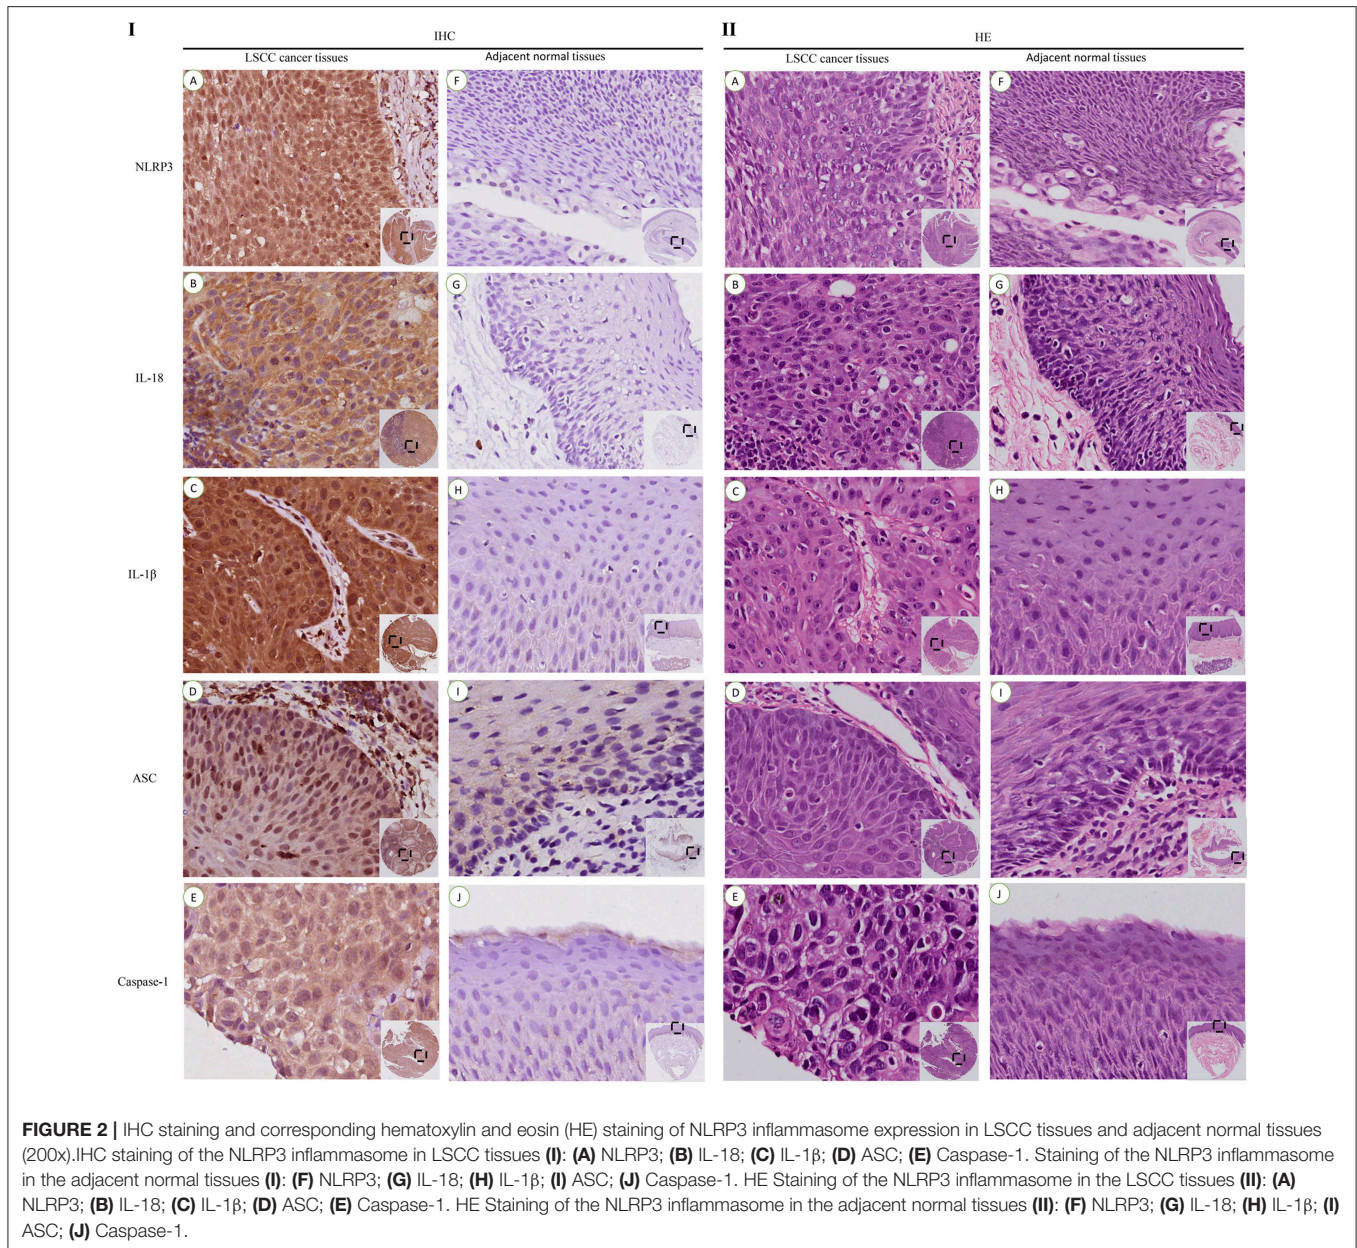 I
II
IHC
HE
LSCC cancer tissues
Adjacent normal tissues
LSCC cancer tissues
Adjacent normal tissues
A
F
A
F
NLRP3
B
G
B
G
IL-18
C
H
C
H
IL-1β
D
I
D
I
ASC
E
J
E
J
Caspase-1
FIGURE 2 | IHC staining and corresponding hematoxylin and eosin (HE) staining of NLRP3 inflammasome expression in LSCC tissues and adjacent normal tissues
(200x).IHC staining of the NLRP3 inflammasome in LSCC tissues (I): (A) NLRP3; (B) IL-18; (C) IL-1β; (D) ASC; (E) Caspase-1. Staining of the NLRP3 inflammasome
in the adjacent normal tissues (I): (F) NLRP3; (G) IL-18; (H) IL-1β; (I) ASC; (J) Caspase-1. HE Staining of the NLRP3 inflammasome in the LSCC tissues (II): (A)
NLRP3; (B) IL-18; (C) IL-1β; (D) ASC; (E) Caspase-1. HE Staining of the NLRP3 inflammasome in the adjacent normal tissues (II): (F) NLRP3; (G) IL-18; (H) IL-1β; (I)
ASC; (J) Caspase-1.